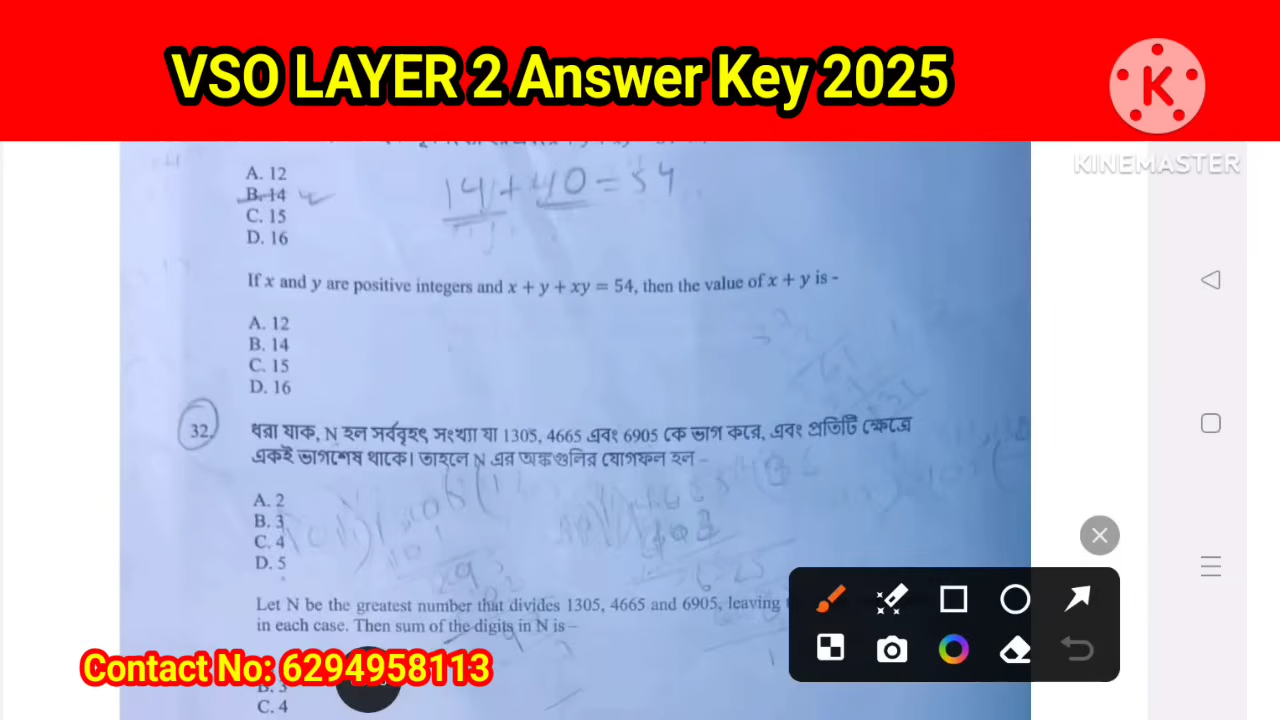 VSO LAYER 2 Answer Key 2025
KINEMASTER
A. 12
B. 14
C. 15
D. 16
14 + 40 = 54
If x and y are positive integers and x + y + xy = 54, then the value of x + y is -
A. 12
B. 14
C. 15
D. 16
32.
ধরা যাক, N হল সর্ববৃহৎ সংখ্যা যা 1305, 4665 এবং 6905 কে ভাগ করে, এবং প্রতিটি ক্ষেত্রে
একই ভাগশেষ থাকে। তাহলে N এর অঙ্কগুলির যোগফল হল –
A. 2
B. 3
C. 4
D. 5
Let N be the greatest number that divides 1305, 4665 and 6905, leaving
in each case. Then sum of the digits in N is –
Contact No: 6294958113
B. 3
C. 4